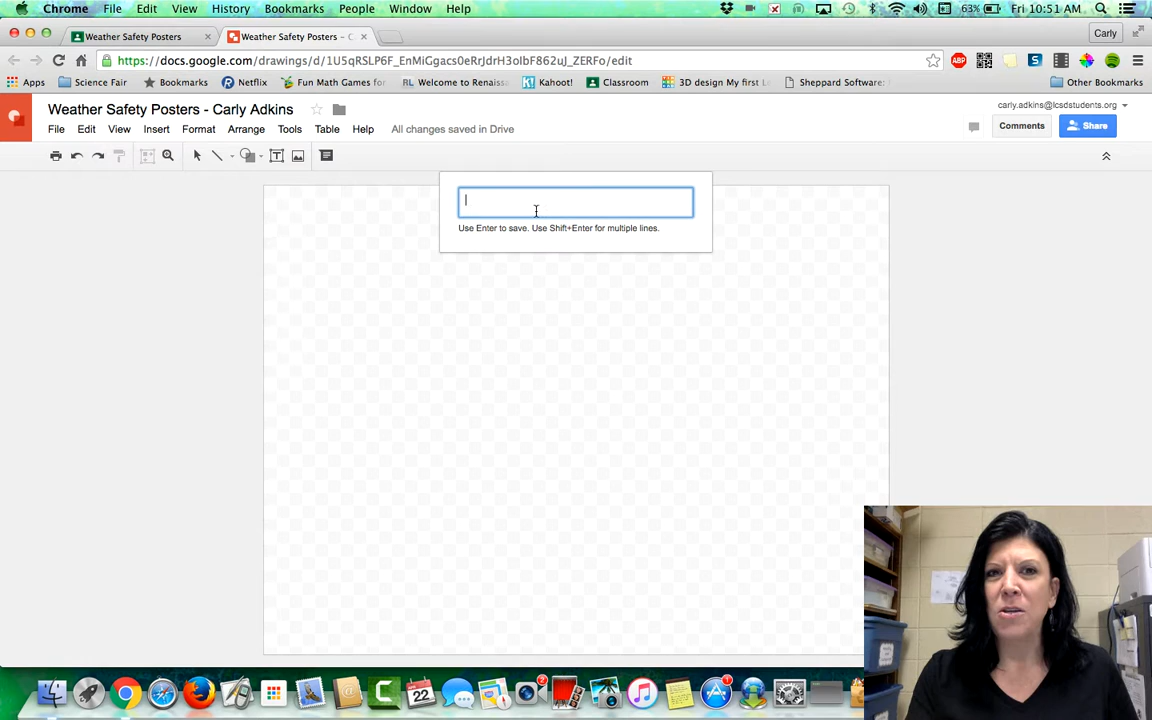 Chrome File Edit View History Bookmarks People Window Help 63% Fri 10:51 AM
Weather Safety Posters Weather Safety Posters - C Carly
https://docs.google.com/drawings/d/1U5qRSLP6F_EnMiGgacs0eRrJdrH3oIbF862uJ_ZERFo/edit ABP
Apps Science Fair Bookmarks Netflix Fun Math Games for RL Welcome to Renaiss Kahoot! Classroom 3D design My first L Sheppard Software: Other Bookmarks
Weather Safety Posters - Carly Adkins carly.adkins@lcsdstudents.org
File Edit View Insert Format Arrange Tools Table Help All changes saved in Drive Comments Share
Use Enter to save. Use Shift+Enter for multiple lines.
22